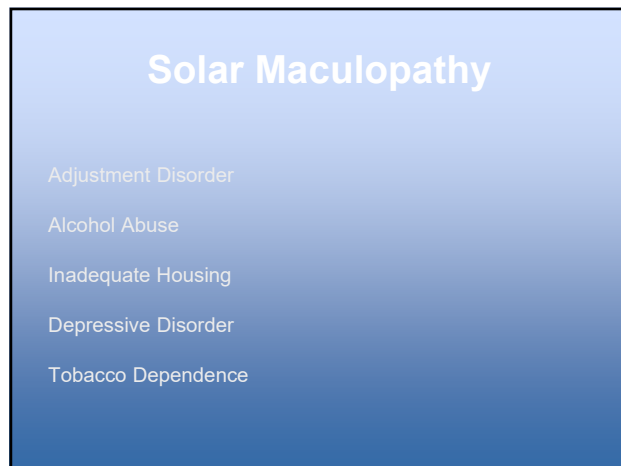 Solar Maculopathy
Adjustment Disorder
Alcohol Abuse
Inadequate Housing
Depressive Disorder
Tobacco Dependence